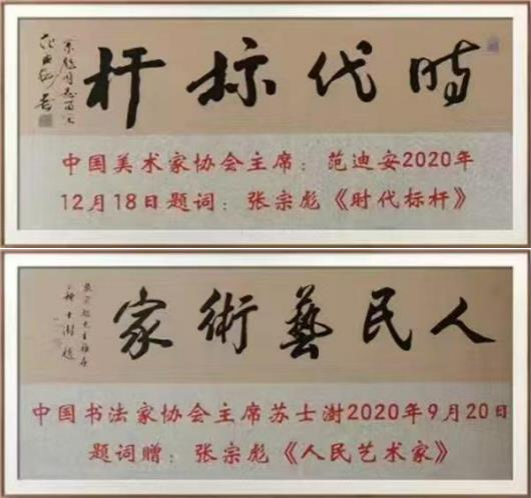 時代标杆
中国美术家协会主席：范迪安2020年
12月18日题词：张宗彪《时代标杆》
人民藝術家
中国书法家协会主席苏士澍2020年9月20日
题词赠：张宗彪《人民艺术家》